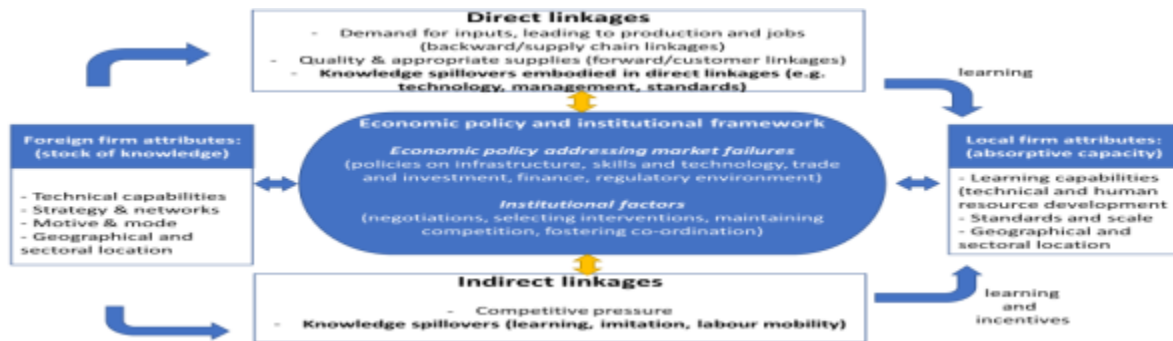 Direct linkages
- Demand for inputs, leading to production and jobs
(backward/supply chain linkages)
- Quality & appropriate supplies (forward/customer linkages)
- Knowledge spillovers embodied in direct linkages (e.g.
technology, management, standards)
learning
Foreign firm attributes:
(stock of knowledge)
- Technical capabilities
- Strategy & networks
- Motive & mode
- Geographical and
sectoral location
Economic policy and institutional framework
Economic policy addressing market failures
(policies on infrastructure, skills and technology, trade
and investment, finance, regulatory environment)
Institutional factors
(negotiations, selecting interventions, maintaining
competition, fostering co-ordination)
Local firm attributes:
(absorptive capacity)
- Learning capabilities
(technical and human
resource development
- Standards and scale
- Geographical and
sectoral location
Indirect linkages
- Competitive pressure
- Knowledge spillovers (learning, imitation, labour mobility)
learning
and
incentives